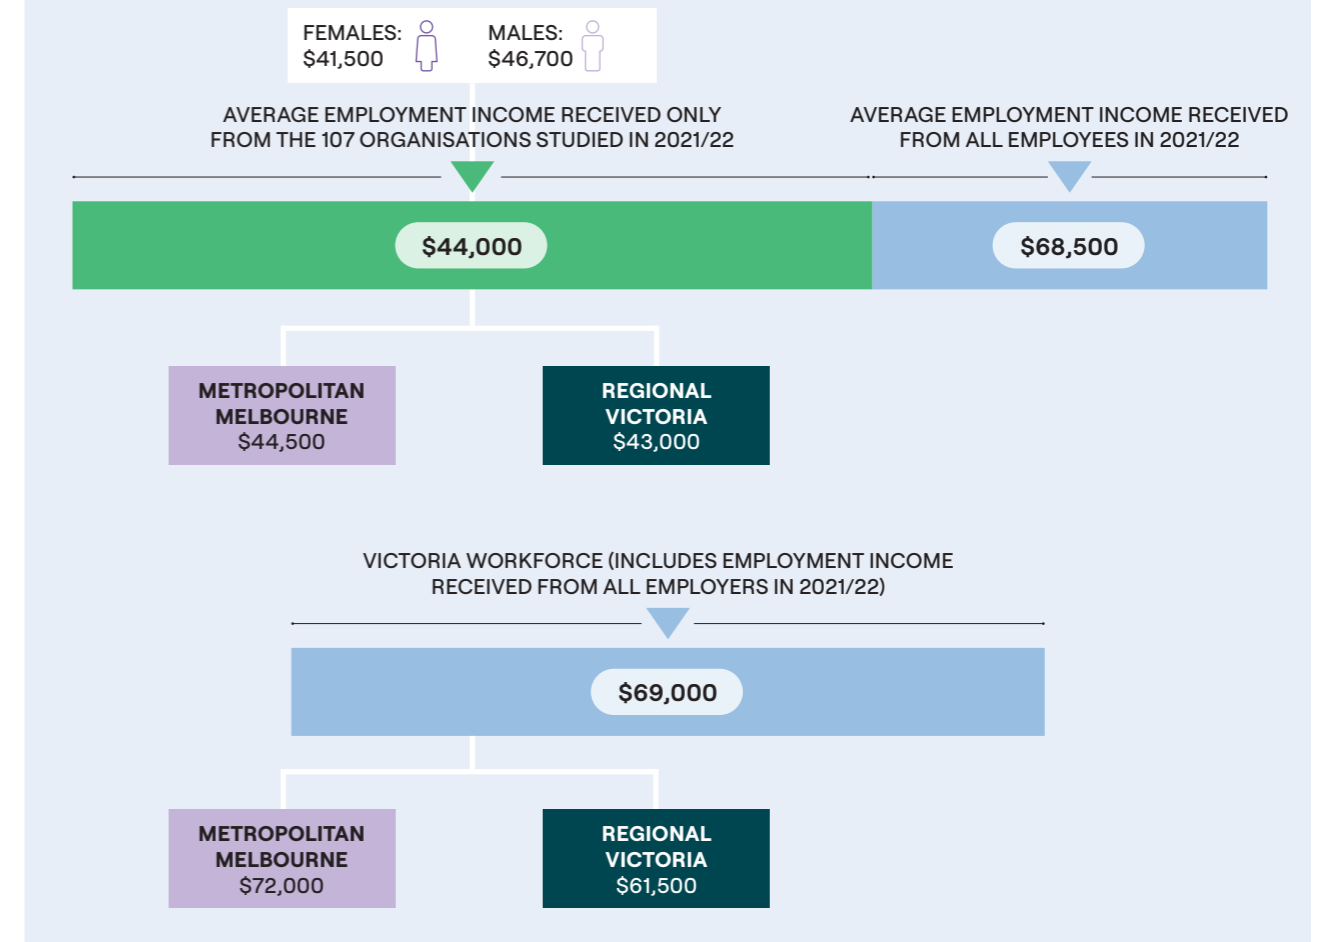 FEMALES:
$41,500
MALES:
$46,700
AVERAGE EMPLOYMENT INCOME RECEIVED ONLY
FROM THE 107 ORGANISATIONS STUDIED IN 2021/22
AVERAGE EMPLOYMENT INCOME RECEIVED
FROM ALL EMPLOYEES IN 2021/22
$44,000
$68,500
METROPOLITAN
MELBOURNE
$44,500
REGIONAL
VICTORIA
$43,000
VICTORIA WORKFORCE (INCLUDES EMPLOYMENT INCOME
RECEIVED FROM ALL EMPLOYERS IN 2021/22)
$69,000
METROPOLITAN
MELBOURNE
$72,000
REGIONAL
VICTORIA
$61,500